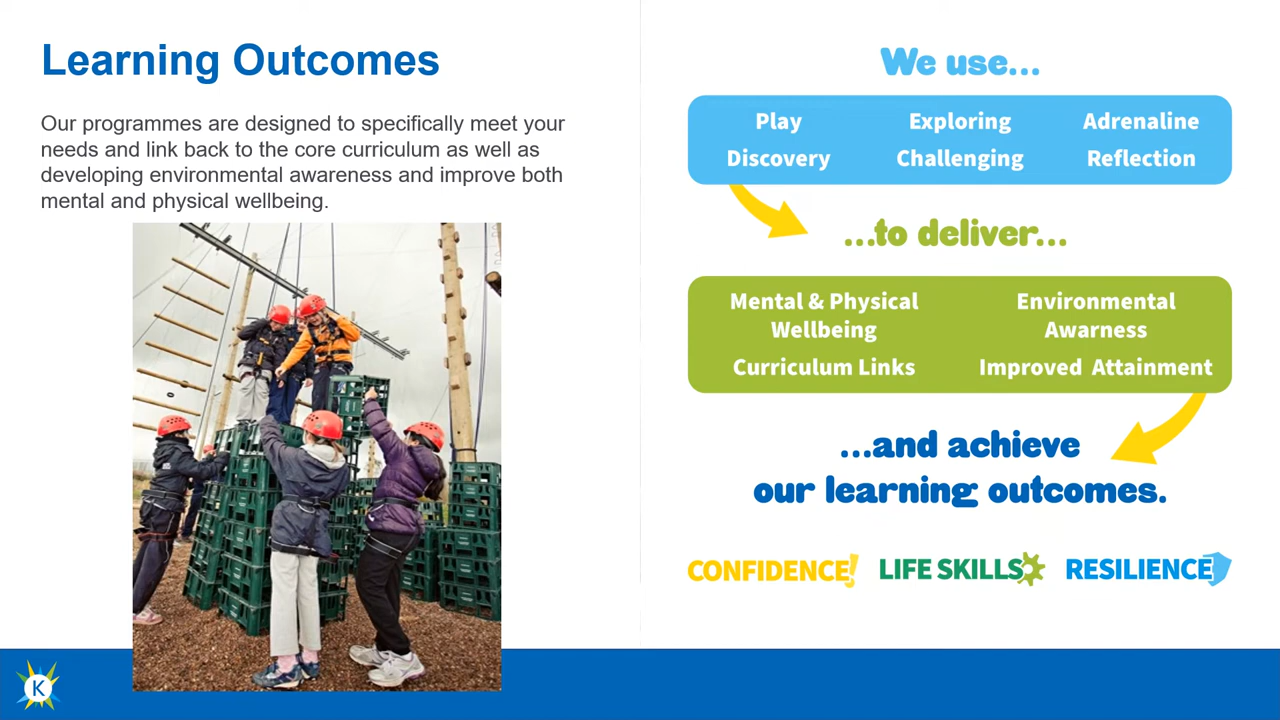 Learning Outcomes
Our programmes are designed to specifically meet your
needs and link back to the core curriculum as well as
developing environmental awareness and improve both
mental and physical wellbeing.
We use...
Play Exploring Adrenaline
Discovery Challenging Reflection
...to deliver...
Mental & Physical
Wellbeing
Environmental
Awarness
Curriculum Links Improved Attainment
...and achieve
our learning outcomes.
CONFIDENCE! LIFE SKILLS RESILIENCE
K